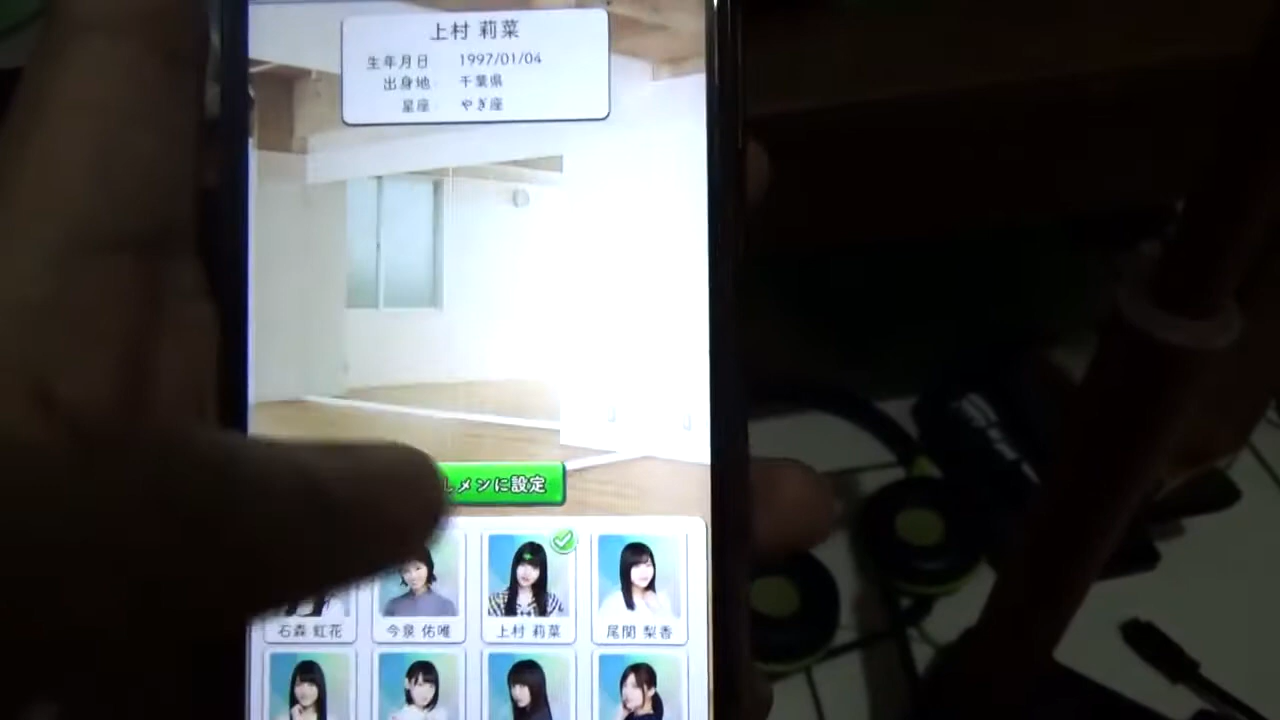 上村 莉菜
生年月日 1997/01/04
出身地 千葉県
星座 やぎ座
しメンに設定
石森 虹花
今泉 佑唯
上村 莉菜
尾関 梨香